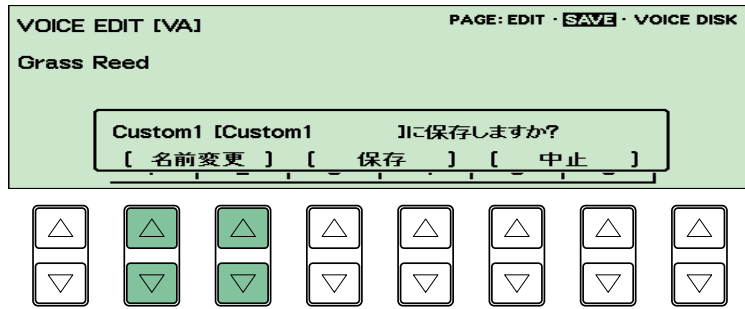 VOICE EDIT [VA]
PAGE: EDIT · SAVE · VOICE DISK
Grass Reed
Custom1 [Custom1 ]に保存しますか?
[ 名前変更 ] [ 保存 ] [ 中止 ]